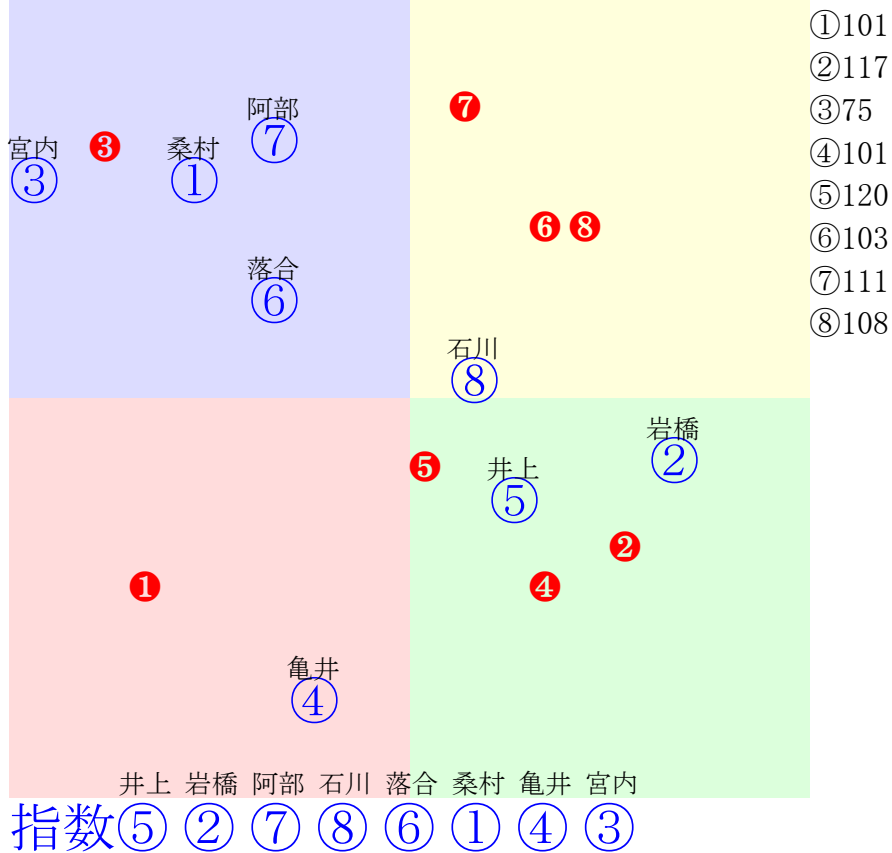 ①101
②117
③75
④101
⑤120
⑥103
⑦111
⑧108
❼
阿部
⑦
宮内
③
❸
桑村
①
❻ ❽
落合
⑥
石川
⑧
岩橋
②
❺
井上
⑤
❷
❶
❹
亀井
④
井上 岩橋 阿部 石川 落合 桑村 亀井 宮内
指数⑤②⑦⑧⑥①④③